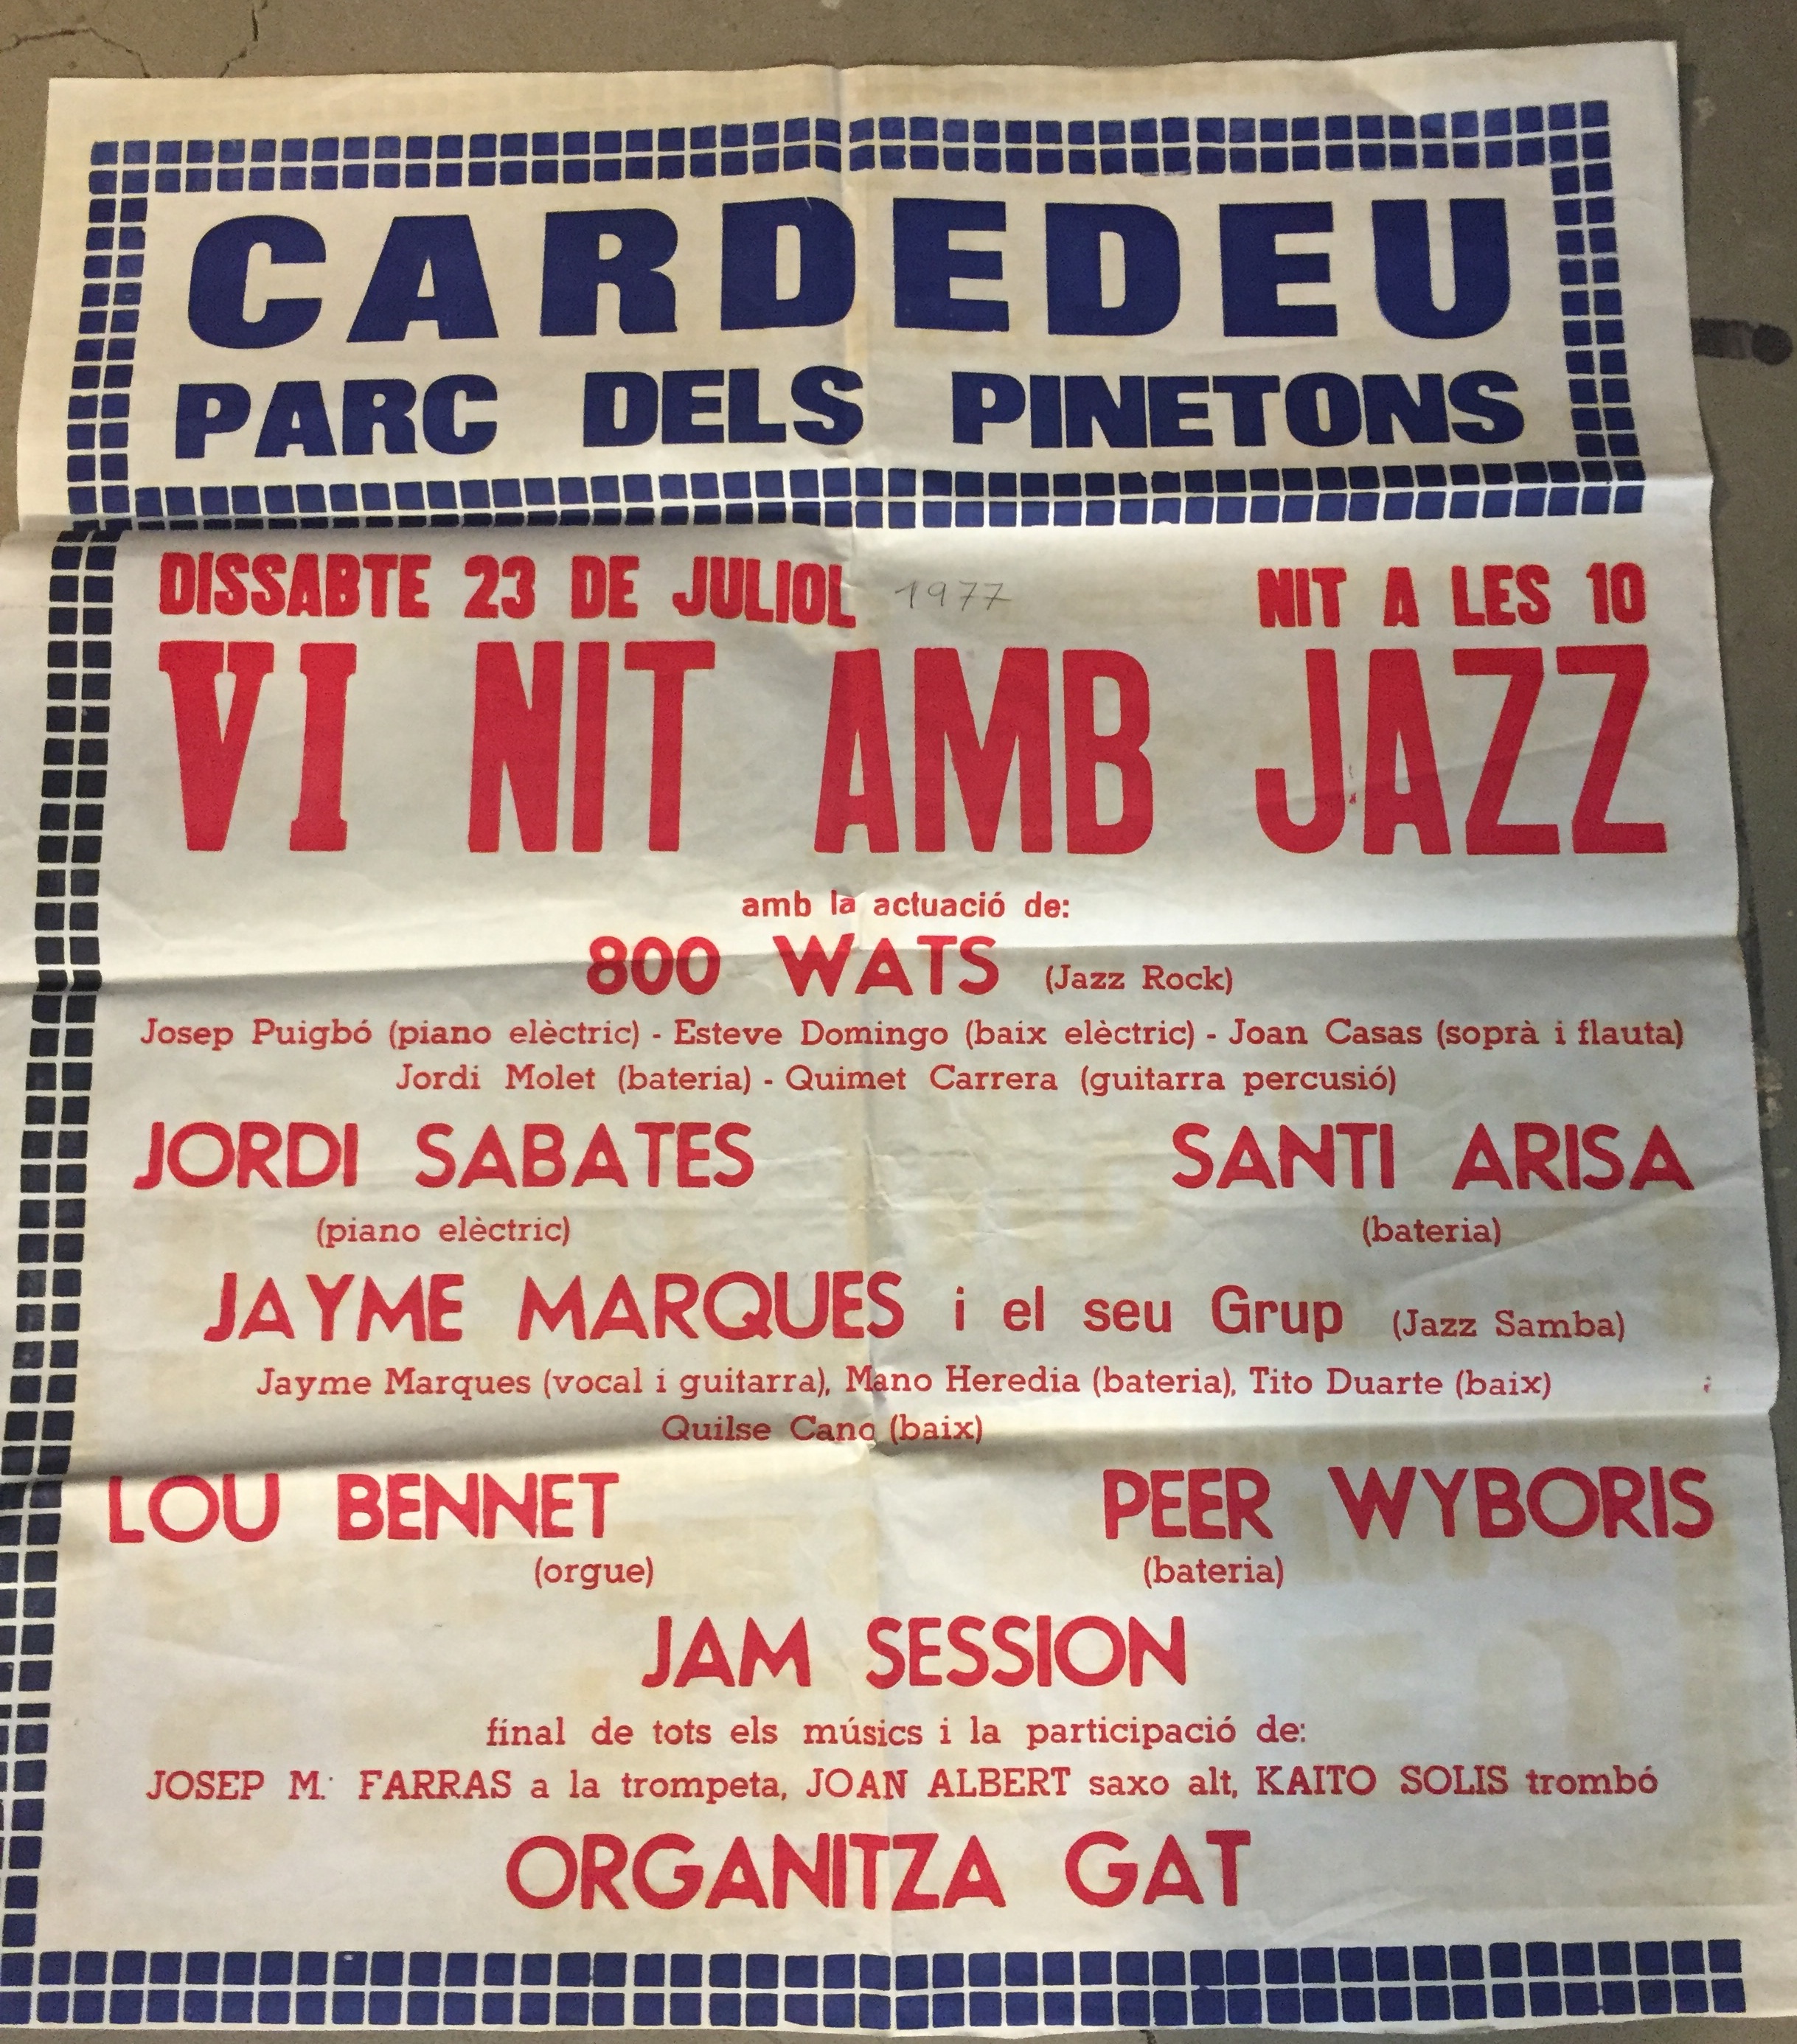 CARDEDEU
PARC DELS PINETONS
DISSABTE 23 DE JULIOL 1977 NIT A LES 10
VI NIT AMB JAZZ
amb la actuació de:
800 WATS (Jazz Rock)
Josep Puigbó (piano elèctric) - Esteve Domingo (baix elèctric) - Joan Casas (soprà i flauta)
Jordi Molet (bateria) - Quimet Carrera (guitarra percusió)
JORDI SABATES SANTI ARISA
(piano elèctric) (bateria)
JAYME MARQUES i el seu Grup (Jazz Samba)
Jayme Marques (vocal i guitarra), Mano Heredia (bateria), Tito Duarte (baix)
Quilse Cano (baix)
LOU BENNET PEER WYBORIS
(orgue) (bateria)
JAM SESSION
final de tots els músics i la participació de:
JOSEP M.ª FARRAS a la trompeta, JOAN ALBERT saxo alt, KAITO SOLIS trombó
ORGANITZA GAT